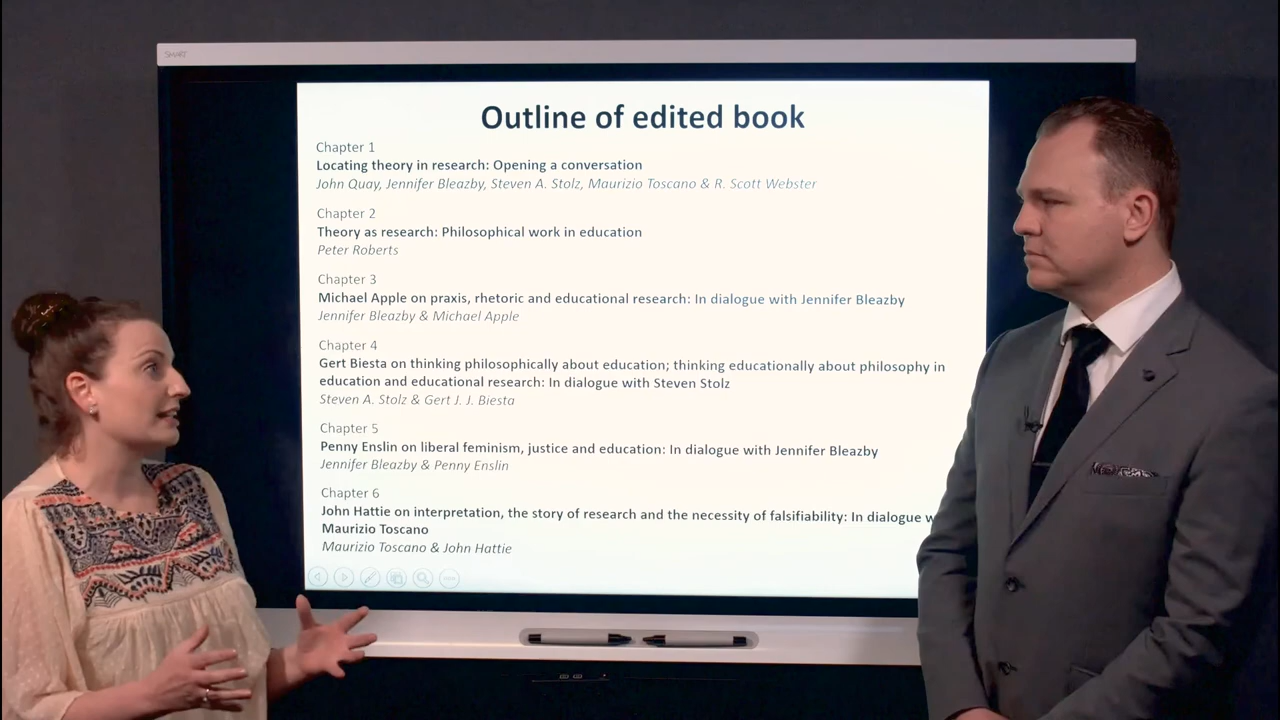 SMART
Outline of edited book
Chapter 1
Locating theory in research: Opening a conversation
John Quay, Jennifer Bleazby, Steven A. Stolz, Maurizio Toscano & R. Scott Webster
Chapter 2
Theory as research: Philosophical work in education
Peter Roberts
Chapter 3
Michael Apple on praxis, rhetoric and educational research: In dialogue with Jennifer Bleazby
Jennifer Bleazby & Michael Apple
Chapter 4
Gert Biesta on thinking philosophically about education; thinking educationally about philosophy in
education and educational research: In dialogue with Steven Stolz
Steven A. Stolz & Gert J. J. Biesta
Chapter 5
Penny Enslin on liberal feminism, justice and education: In dialogue with Jennifer Bleazby
Jennifer Bleazby & Penny Enslin
Chapter 6
John Hattie on interpretation, the story of research and the necessity of falsifiability: In dialogue w
Maurizio Toscano
Maurizio Toscano & John Hattie